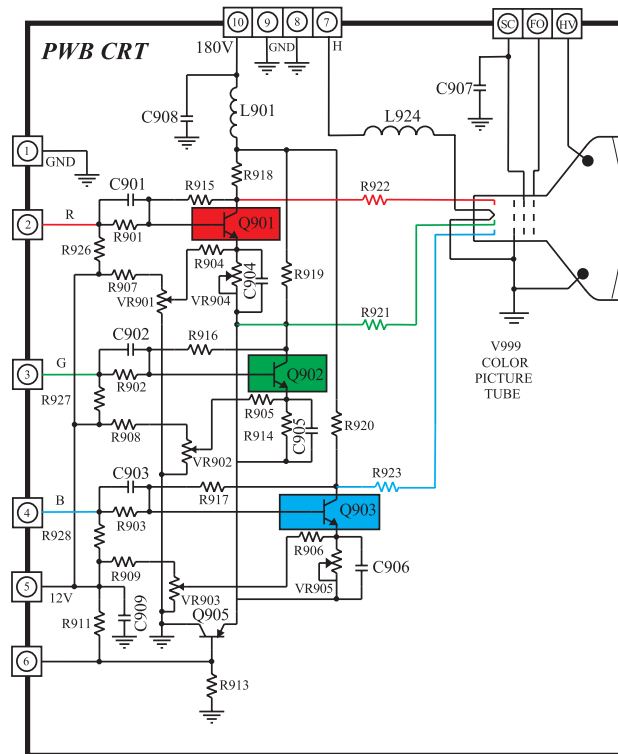 10 9 8 7
SC FO HV
PWB CRT
180V
GND
H
C907
C908
L901
L924
1
GND
C901
R915
R918
R922
2
R
R901
Q901
R926
R904
C904
R907
VR901
VR904
R919
R921
C902
R916
V999
COLOR
PICTURE
TUBE
3
G
R902
Q902
R927
R905
R908
R914
C905
R920
VR902
C903
R917
R923
4
B
R903
Q903
R928
R906
R909
C906
5
12V
VR903
VR905
C909
Q905
R911
6
R913